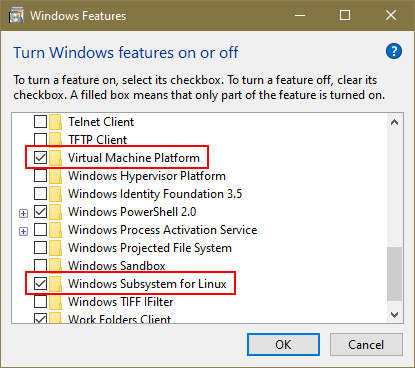 Windows Features
Turn Windows features on or off
?
To turn a feature on, select its checkbox. To turn a feature off, clear its
checkbox. A filled box means that only part of the feature is turned on.
Telnet Client
TFTP Client
Virtual Machine Platform
Windows Hypervisor Platform
Windows Identity Foundation 3.5
Windows PowerShell 2.0
Windows Process Activation Service
Windows Projected File System
Windows Sandbox
Windows Subsystem for Linux
Windows TIFF IFilter
Work Folders Client
OK Cancel